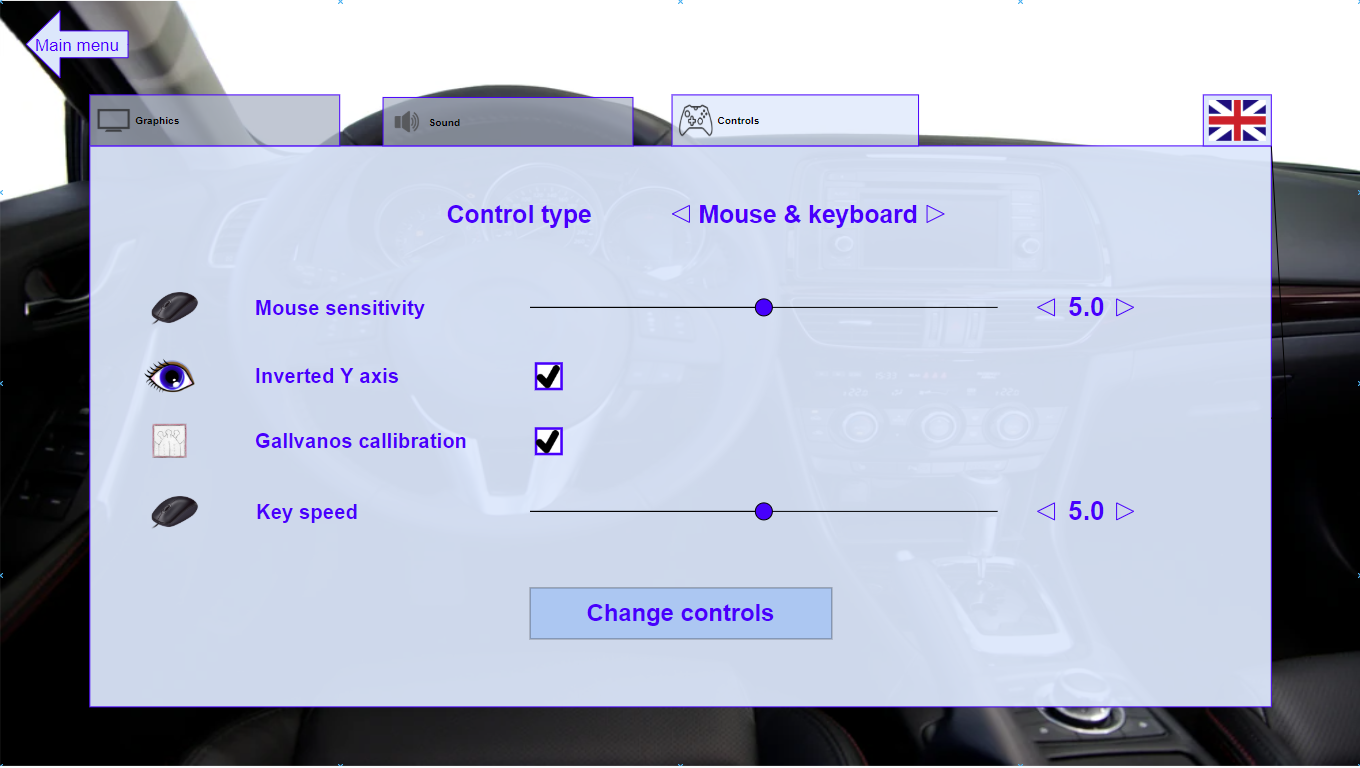 Main menu
Graphics
Sound
Controls
Control type
Mouse & keyboard
Mouse sensitivity
5.0
Inverted Y axis
Gallvanos callibration
Key speed
5.0
Change controls